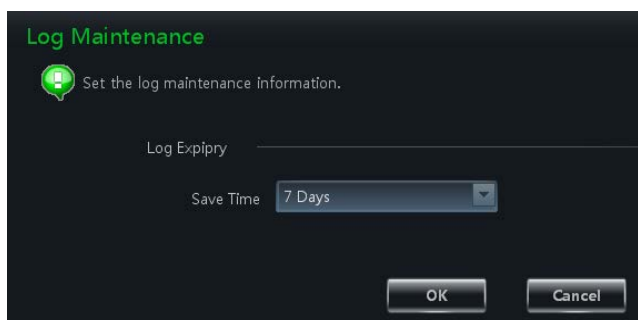 Log Maintenance
Set the log maintenance information.
Log Expipry
Save Time 7 Days
OK Cancel